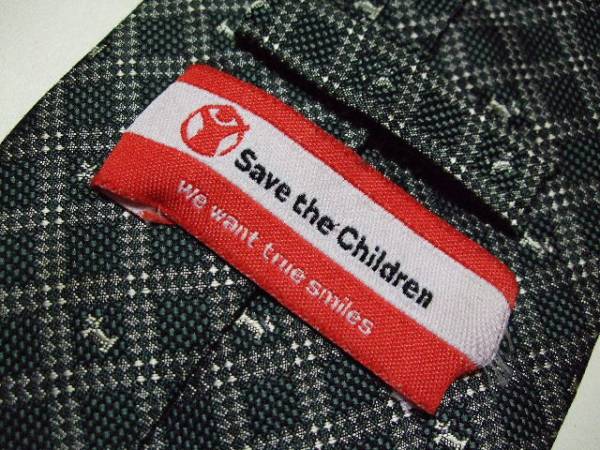 Save the Children
We want true smiles